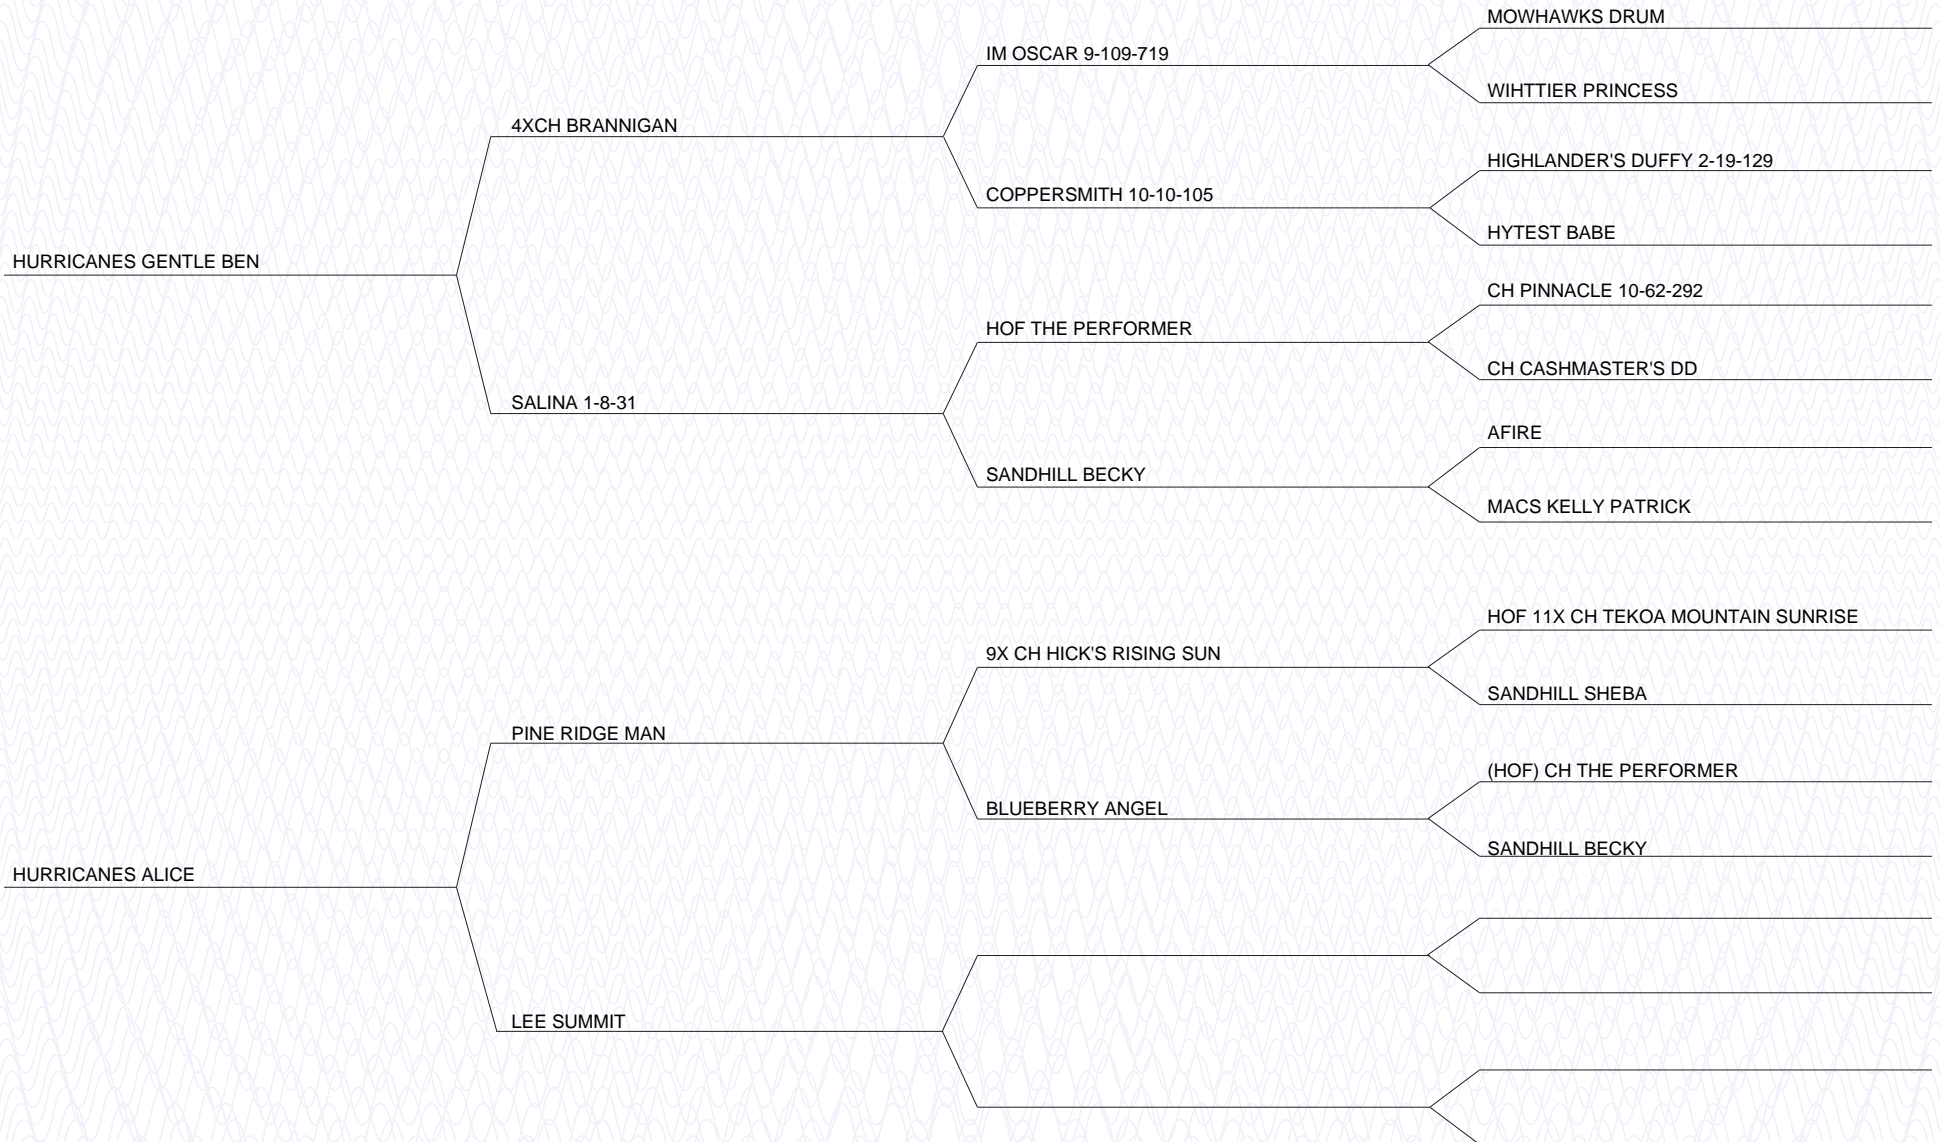 MOWHAWKS DRUM
IM OSCAR 9-109-719
WIHTTIER PRINCESS
4XCH BRANNIGAN
HIGHLANDER'S DUFFY 2-19-129
COPPERSMITH 10-10-105
HYTEST BABE
HURRICANES GENTLE BEN
CH PINNACLE 10-62-292
HOF THE PERFORMER
CH CASHMASTER'S DD
SALINA 1-8-31
AFIRE
SANDHILL BECKY
MACS KELLY PATRICK
HOF 11X CH TEKOA MOUNTAIN SUNRISE
9X CH HICK'S RISING SUN
SANDHILL SHEBA
PINE RIDGE MAN
(HOF) CH THE PERFORMER
BLUEBERRY ANGEL
SANDHILL BECKY
HURRICANES ALICE
LEE SUMMIT